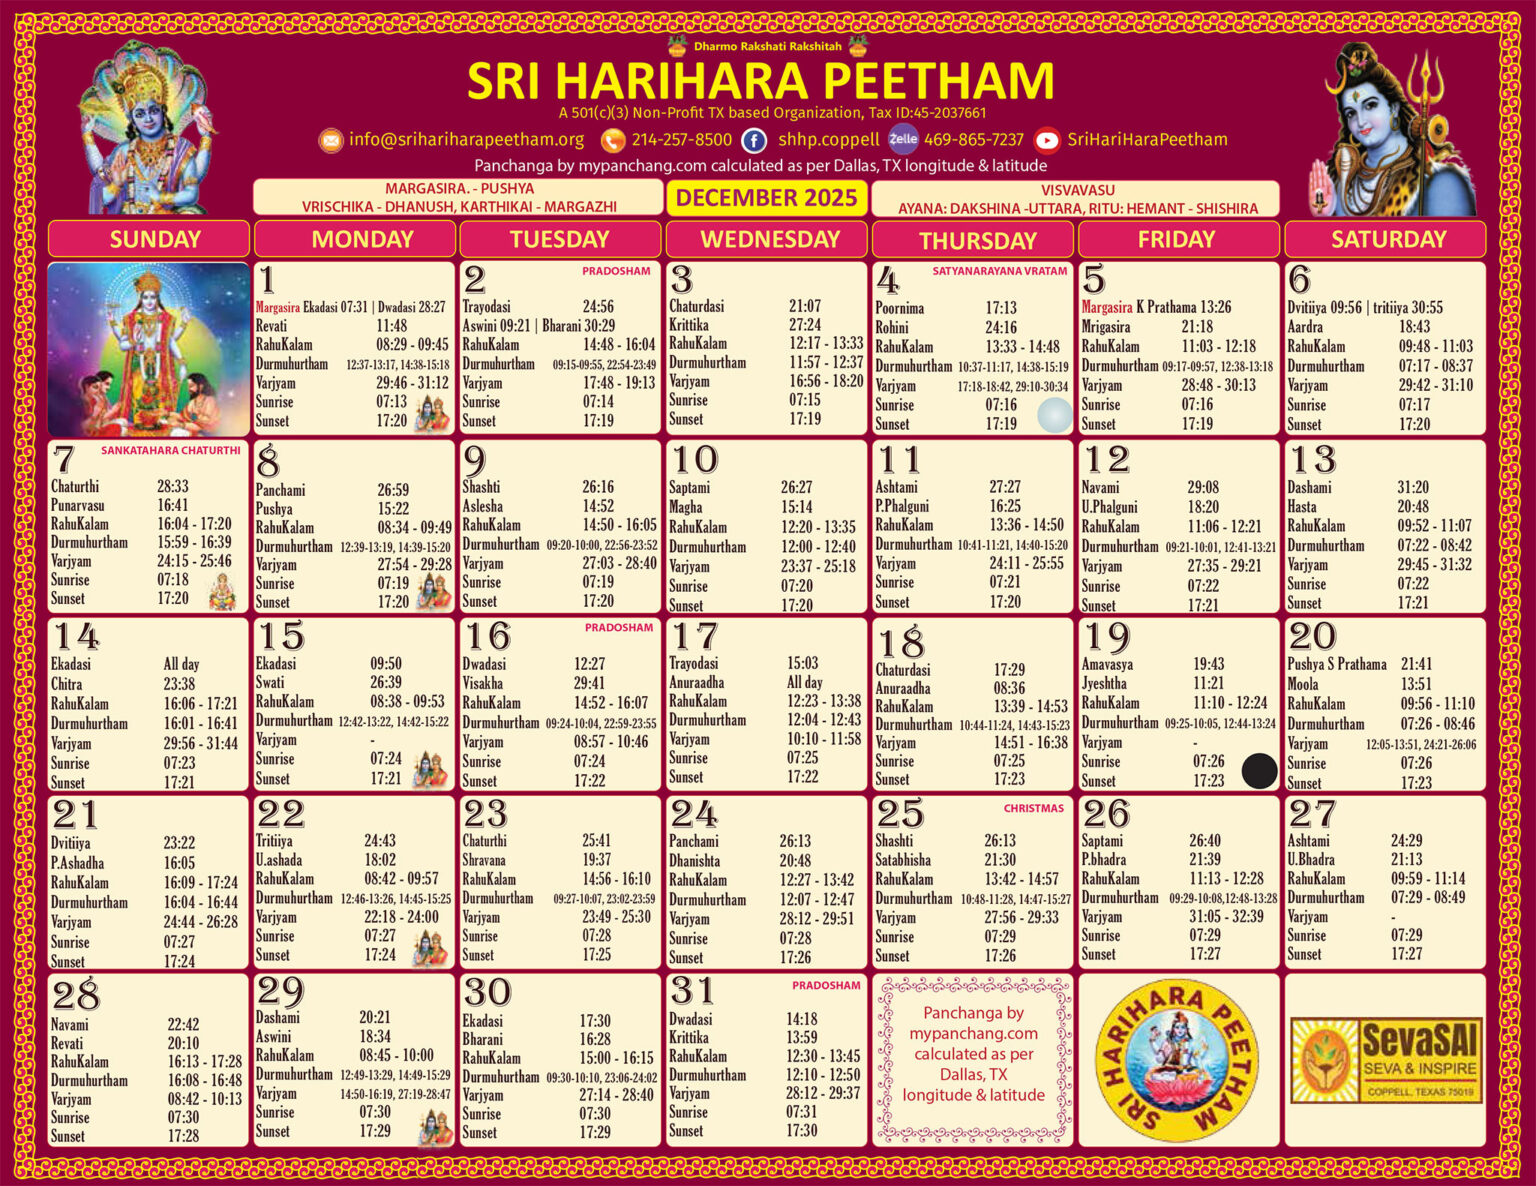 Dharmo Rakshati Rakshitah
SRI HARIHARA PEETHAM
A 501(c)(3) Non-Profit TX based Organization, Tax ID:45-2037661
info@srihariharapeetham.org 214-257-8500 shhp.coppell Zelle 469-865-7237 SriHariHaraPeetham
Panchanga by mypanchang.com calculated as per Dallas, TX longitude & latitude
MARGASIRA. - PUSHYA
VRISCHIKA - DHANUSH, KARTHIKAI - MARGAZHI
DECEMBER 2025
VISVAVASU
AYANA: DAKSHINA -UTTARA, RITU: HEMANT - SHISHIRA
SUNDAY MONDAY TUESDAY WEDNESDAY THURSDAY FRIDAY SATURDAY
1
Margasira Ekadasi 07:31 | Dwadasi 28:27
Revati 11:48
RahuKalam 08:29 - 09:45
Durmuhurtham 12:37-13:17, 14:38-15:18
Varjyam 29:46 - 31:12
Sunrise 07:13
Sunset 17:20
2 PRADOSHAM
Trayodasi 24:56
Aswini 09:21 | Bharani 30:29
RahuKalam 14:48 - 16:04
Durmuhurtham 09:15-09:55, 22:54-23:49
Varjyam 17:48 - 19:13
Sunrise 07:14
Sunset 17:19
3
Chaturdasi 21:07
Krittika 27:24
RahuKalam 12:17 - 13:33
Durmuhurtham 11:57 - 12:37
Varjyam 16:56 - 18:20
Sunrise 07:15
Sunset 17:19
4 SATYANARAYANA VRATAM
Poornima 17:13
Rohini 24:16
RahuKalam 13:33 - 14:48
Durmuhurtham 10:37-11:17, 14:38-15:19
Varjyam 17:18-18:42, 29:10-30:34
Sunrise 07:16
Sunset 17:19
5
Margasira K Prathama 13:26
Mrigasira 21:18
RahuKalam 11:03 - 12:18
Durmuhurtham 09:17-09:57, 12:38-13:18
Varjyam 28:48 - 30:13
Sunrise 07:16
Sunset 17:19
6
Dvitiiya 09:56 | tritiiya 30:55
Aardra 18:43
RahuKalam 09:48 - 11:03
Durmuhurtham 07:17 - 08:37
Varjyam 29:42 - 31:10
Sunrise 07:17
Sunset 17:20
7 SANKATAHARA CHATURTHI
Chaturthi 28:33
Punarvasu 16:41
RahuKalam 16:04 - 17:20
Durmuhurtham 15:59 - 16:39
Varjyam 24:15 - 25:46
Sunrise 07:18
Sunset 17:20
8
Panchami 26:59
Pushya 15:22
RahuKalam 08:34 - 09:49
Durmuhurtham 12:39-13:19, 14:39-15:20
Varjyam 27:54 - 29:28
Sunrise 07:19
Sunset 17:20
9
Shashti 26:16
Aslesha 14:52
RahuKalam 14:50 - 16:05
Durmuhurtham 09:20-10:00, 22:56-23:52
Varjyam 27:03 - 28:40
Sunrise 07:19
Sunset 17:20
10
Saptami 26:27
Magha 15:14
RahuKalam 12:20 - 13:35
Durmuhurtham 12:00 - 12:40
Varjyam 23:37 - 25:18
Sunrise 07:20
Sunset 17:20
11
Ashtami 27:27
P.Phalguni 16:25
RahuKalam 13:36 - 14:50
Durmuhurtham 10:41-11:21, 14:40-15:20
Varjyam 24:11 - 25:55
Sunrise 07:21
Sunset 17:20
12
Navami 29:08
U.Phalguni 18:20
RahuKalam 11:06 - 12:21
Durmuhurtham 09:21-10:01, 12:41-13:21
Varjyam 27:35 - 29:21
Sunrise 07:22
Sunset 17:21
13
Dashami 31:20
Hasta 20:48
RahuKalam 09:52 - 11:07
Durmuhurtham 07:22 - 08:42
Varjyam 29:45 - 31:32
Sunrise 07:22
Sunset 17:21
14
Ekadasi All day
Chitra 23:38
RahuKalam 16:06 - 17:21
Durmuhurtham 16:01 - 16:41
Varjyam 29:56 - 31:44
Sunrise 07:23
Sunset 17:21
15
Ekadasi 09:50
Swati 26:39
RahuKalam 08:38 - 09:53
Durmuhurtham 12:42-13:22, 14:42-15:22
Varjyam -
Sunrise 07:24
Sunset 17:21
16 PRADOSHAM
Dwadasi 12:27
Visakha 29:41
RahuKalam 14:52 - 16:07
Durmuhurtham 09:24-10:04, 22:59-23:55
Varjyam 08:57 - 10:46
Sunrise 07:24
Sunset 17:22
17
Trayodasi 15:03
Anuraadha All day
RahuKalam 12:23 - 13:38
Durmuhurtham 12:04 - 12:43
Varjyam 10:10 - 11:58
Sunrise 07:25
Sunset 17:22
18
Chaturdasi 17:29
Anuraadha 08:36
RahuKalam 13:39 - 14:53
Durmuhurtham 10:44-11:24, 14:43-15:23
Varjyam 14:51 - 16:38
Sunrise 07:25
Sunset 17:23
19
Amavasya 19:43
Jyeshtha 11:21
RahuKalam 11:10 - 12:24
Durmuhurtham 09:25-10:05, 12:44-13:24
Varjyam -
Sunrise 07:26
Sunset 17:23
20
Pushya S Prathama 21:41
Moola 13:51
RahuKalam 09:56 - 11:10
Durmuhurtham 07:26 - 08:46
Varjyam 12:05-13:51, 24:21-26:06
Sunrise 07:26
Sunset 17:23
21
Dvitiiya 23:22
P.Ashadha 16:05
RahuKalam 16:09 - 17:24
Durmuhurtham 16:04 - 16:44
Varjyam 24:44 - 26:28
Sunrise 07:27
Sunset 17:24
22
Tritiiya 24:43
U.ashada 18:02
RahuKalam 08:42 - 09:57
Durmuhurtham 12:46-13:26, 14:45-15:25
Varjyam 22:18 - 24:00
Sunrise 07:27
Sunset 17:24
23
Chaturthi 25:41
Shravana 19:37
RahuKalam 14:56 - 16:10
Durmuhurtham 09:27-10:07, 23:02-23:59
Varjyam 23:49 - 25:30
Sunrise 07:28
Sunset 17:25
24
Panchami 26:13
Dhanishta 20:48
RahuKalam 12:27 - 13:42
Durmuhurtham 12:07 - 12:47
Varjyam 28:12 - 29:51
Sunrise 07:28
Sunset 17:26
25 CHRISTMAS
Shashti 26:13
Satabhisha 21:30
RahuKalam 13:42 - 14:57
Durmuhurtham 10:48-11:28, 14:47-15:27
Varjyam 27:56 - 29:33
Sunrise 07:29
Sunset 17:26
26
Saptami 26:40
P.bhadra 21:39
RahuKalam 11:13 - 12:28
Durmuhurtham 09:29-10:08,12:48-13:28
Varjyam 31:05 - 32:39
Sunrise 07:29
Sunset 17:27
27
Ashtami 24:29
U.Bhadra 21:13
RahuKalam 09:59 - 11:14
Durmuhurtham 07:29 - 08:49
Varjyam -
Sunrise 07:29
Sunset 17:27
28
Navami 22:42
Revati 20:10
RahuKalam 16:13 - 17:28
Durmuhurtham 16:08 - 16:48
Varjyam 08:42 - 10:13
Sunrise 07:30
Sunset 17:28
29
Dashami 20:21
Aswini 18:34
RahuKalam 08:45 - 10:00
Durmuhurtham 12:49-13:29, 14:49-15:29
Varjyam 14:50-16:19, 27:19-28:47
Sunrise 07:30
Sunset 17:29
30
Ekadasi 17:30
Bharani 16:28
RahuKalam 15:00 - 16:15
Durmuhurtham 09:30-10:10, 23:06-24:02
Varjyam 27:14 - 28:40
Sunrise 07:30
Sunset 17:29
31 PRADOSHAM
Dwadasi 14:18
Krittika 13:59
RahuKalam 12:30 - 13:45
Durmuhurtham 12:10 - 12:50
Varjyam 28:12 - 29:37
Sunrise 07:31
Sunset 17:30
Panchanga by
mypanchang.com
calculated as per
Dallas, TX
longitude & latitude
SRI HARIHARA PEETHAM
SevaSAI
SEVA & INSPIRE
COPPELL, TEXAS 75019